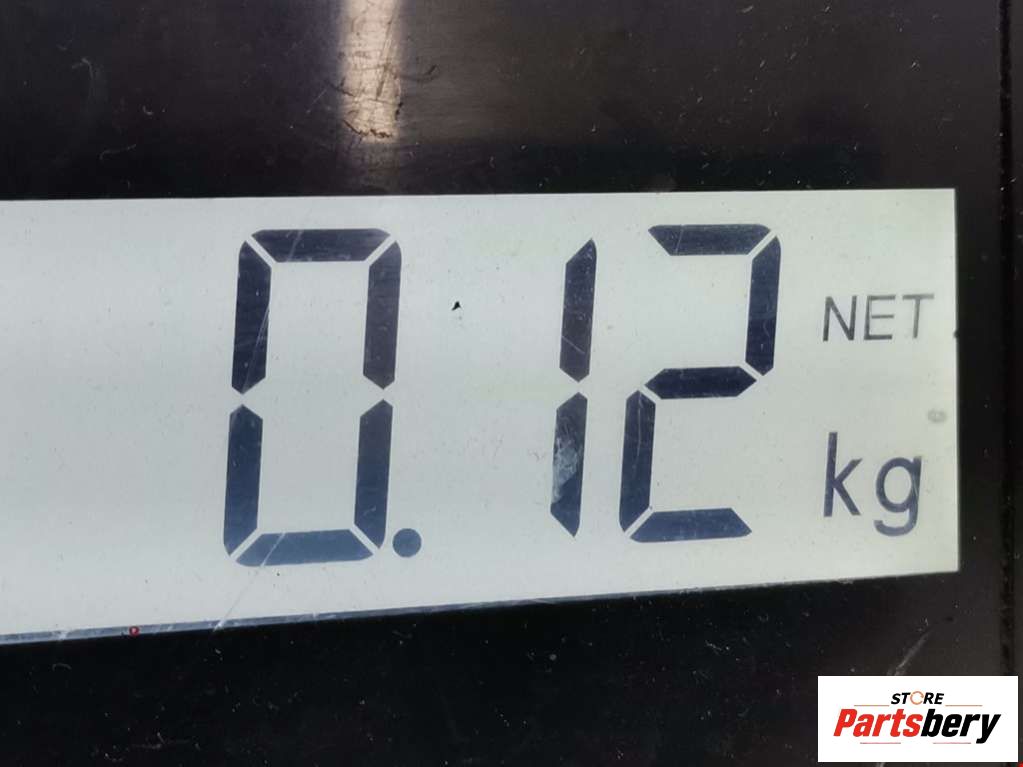 0.12
NET
kg
STORE
Partsbery